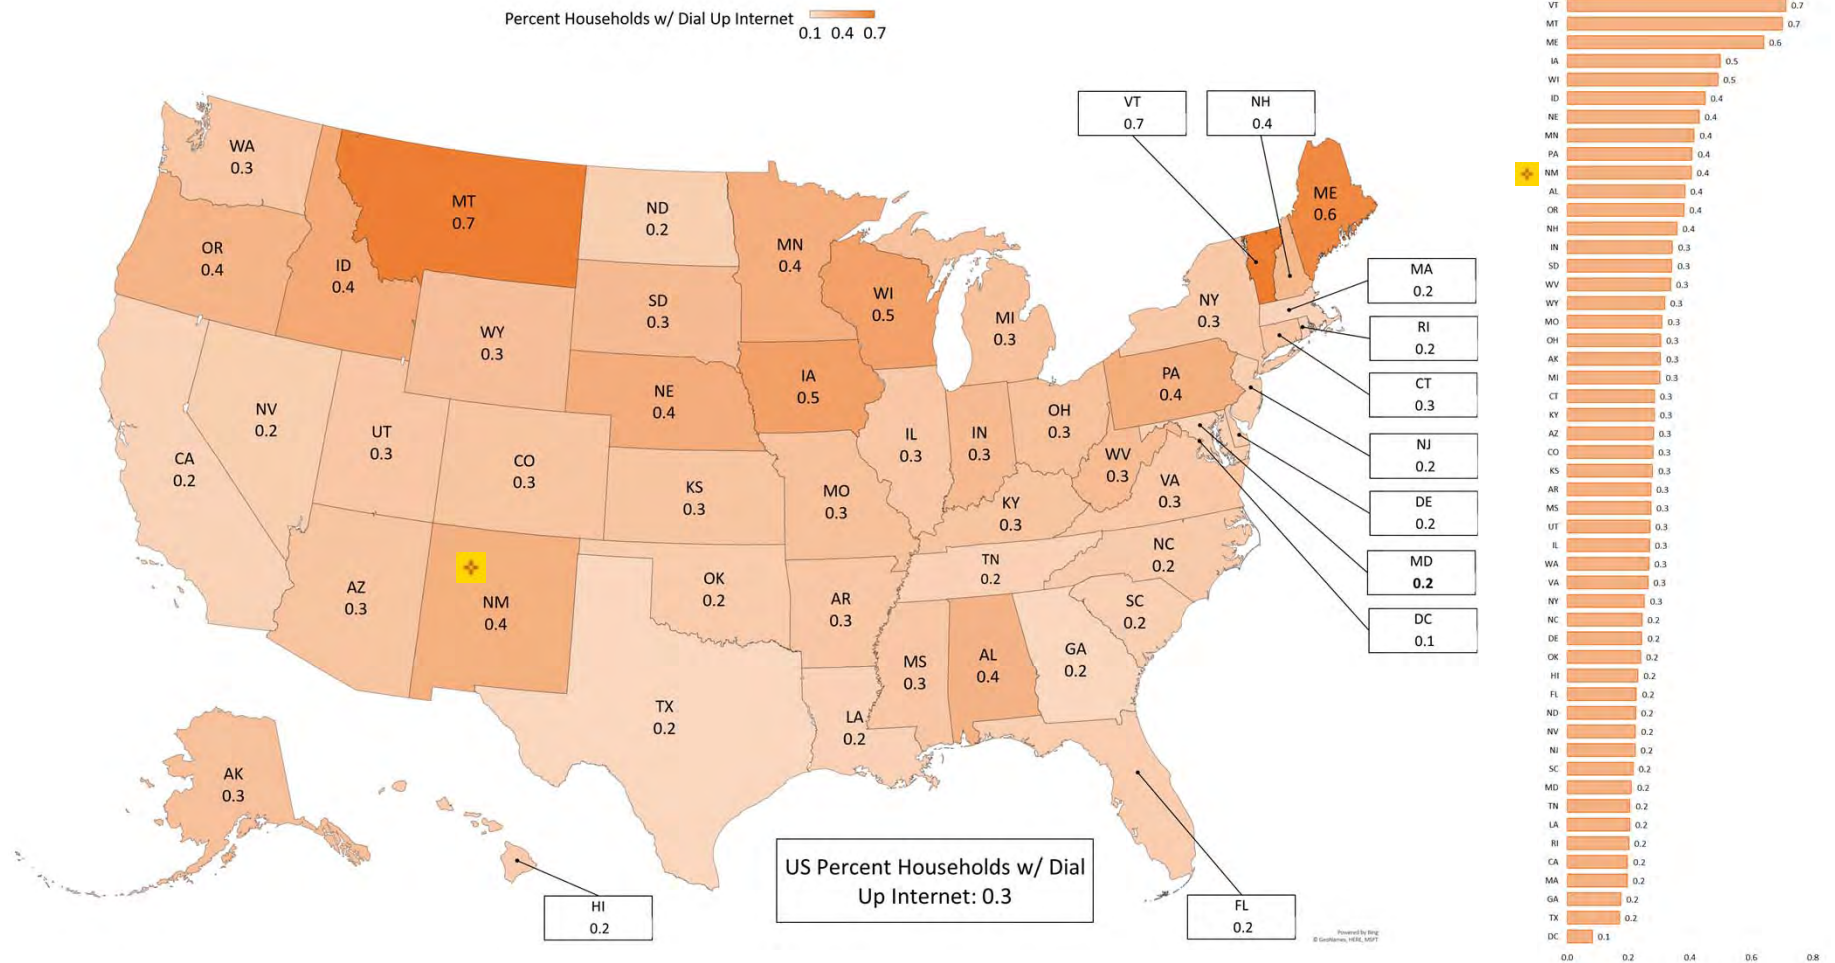 Percent Households w/ Dial Up Internet
0.1 0.4 0.7
WA
0.3
OR
0.4
ID
0.4
MT
0.7
ND
0.2
MN
0.4
SD
0.3
WY
0.3
WI
0.5
MI
0.3
NE
0.4
IA
0.5
NV
0.2
UT
0.3
CA
0.2
CO
0.3
KS
0.3
MO
0.3
IL
0.3
IN
0.3
OH
0.3
PA
0.4
NY
0.3
ME
0.6
WV
0.3
VA
0.3
KY
0.3
TN
0.2
NC
0.2
SC
0.2
AZ
0.3
NM
0.4
OK
0.2
AR
0.3
TX
0.2
LA
0.2
MS
0.3
AL
0.4
GA
0.2
AK
0.3
HI
0.2
FL
0.2
VT
0.7
NH
0.4
MA
0.2
RI
0.2
CT
0.3
NJ
0.2
DE
0.2
MD
0.2
DC
0.1
US Percent Households w/ Dial
Up Internet: 0.3
Powered by Bing
© GeoNames, HERE, MSFT
VT 0.7
MT 0.7
ME 0.6
IA 0.5
WI 0.5
ID 0.4
NE 0.4
MN 0.4
PA 0.4
NM 0.4
AL 0.4
OR 0.4
NH 0.4
IN 0.3
SD 0.3
WV 0.3
WY 0.3
MO 0.3
OH 0.3
AK 0.3
MI 0.3
CT 0.3
KY 0.3
AZ 0.3
CO 0.3
KS 0.3
AR 0.3
MS 0.3
UT 0.3
IL 0.3
WA 0.3
VA 0.3
NY 0.3
NC 0.2
DE 0.2
OK 0.2
HI 0.2
FL 0.2
ND 0.2
NV 0.2
NJ 0.2
SC 0.2
MD 0.2
TN 0.2
LA 0.2
RI 0.2
CA 0.2
MA 0.2
GA 0.2
TX 0.2
DC 0.1
0.0 0.2 0.4 0.6 0.8